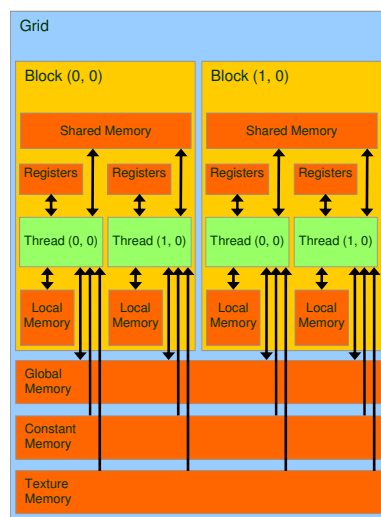 Grid
Block (0, 0)
Block (1, 0)
Shared Memory
Shared Memory
Registers
Registers
Registers
Registers
Thread (0, 0)
Thread (1, 0)
Thread (0, 0)
Thread (1, 0)
Local
Memory
Local
Memory
Local
Memory
Local
Memory
Global
Memory
Constant
Memory
Texture
Memory